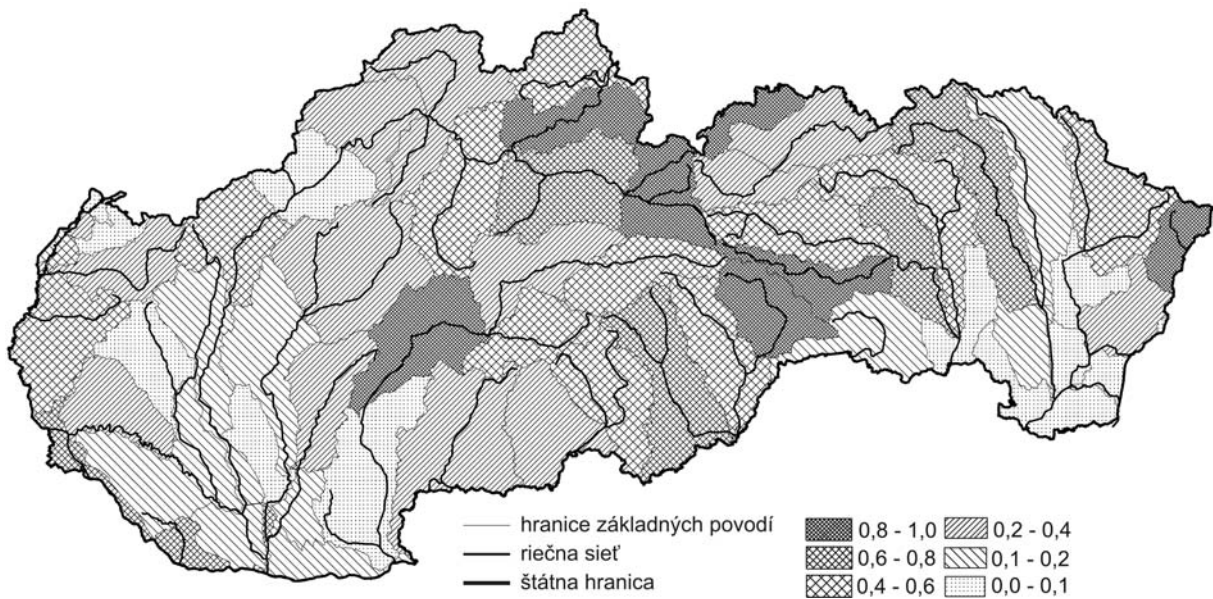 hranice základných povodí
riečna sieť
štátna hranica
0,8 - 1,0
0,6 - 0,8
0,4 - 0,6
0,2 - 0,4
0,1 - 0,2
0,0 - 0,1